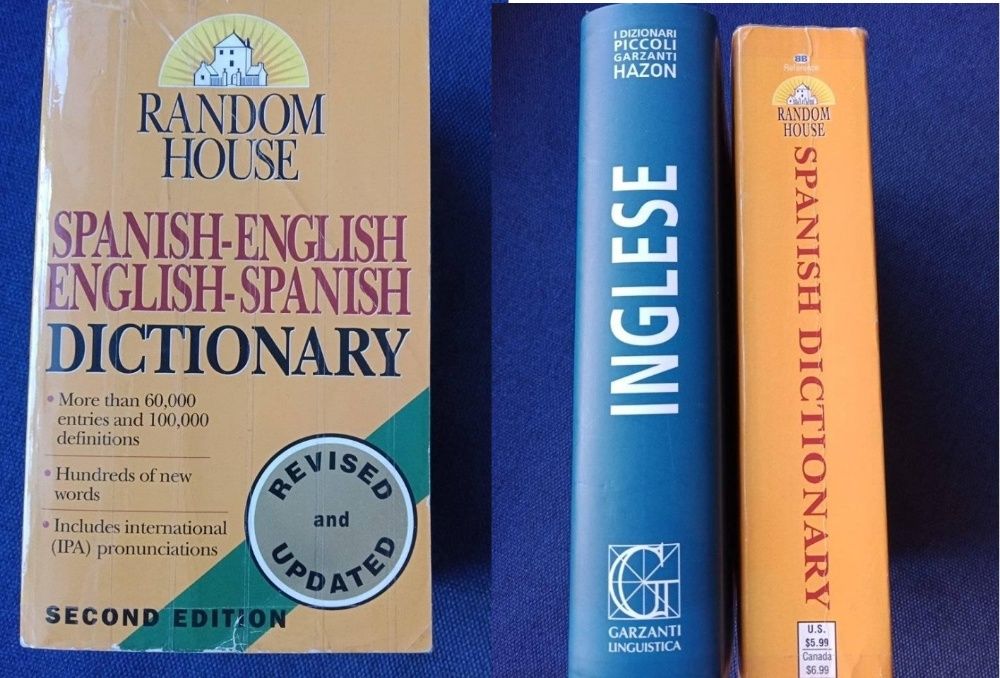 RANDOM
HOUSE
SPANISH-ENGLISH
ENGLISH-SPANISH
DICTIONARY
• More than 60,000
entries and 100,000
definitions
• Hundreds of new
words
• Includes international
(IPA) pronunciations
REVISED
and
UPDATED
SECOND EDITION
I DIZIONARI
PICCOLI
GARZANTI
HAZON
INGLESE
G
GARZANTI
LINGUISTICA
BB
Reference
RANDOM
HOUSE
SPANISH DICTIONARY
U.S.
$5.99
Canada
$6.99